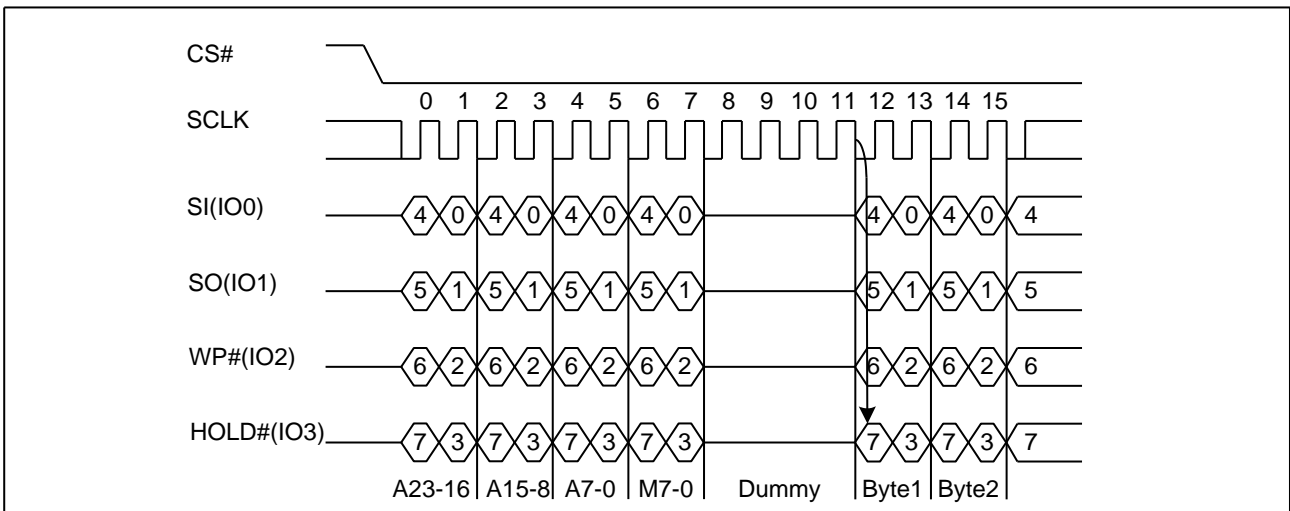 CS#
0 1 2 3 4 5 6 7 8 9 10 11 12 13 14 15
SCLK
SI(IO0) 4 0 4 0 4 0 4 0 4 0 4 0 4
SO(IO1) 5 1 5 1 5 1 5 1 5 1 5 1 5
WP#(IO2) 6 2 6 2 6 2 6 2 6 2 6 2 6
HOLD#(IO3) 7 3 7 3 7 3 7 3 7 3 7 3 7
A23-16 A15-8 A7-0 M7-0 Dummy Byte1 Byte2